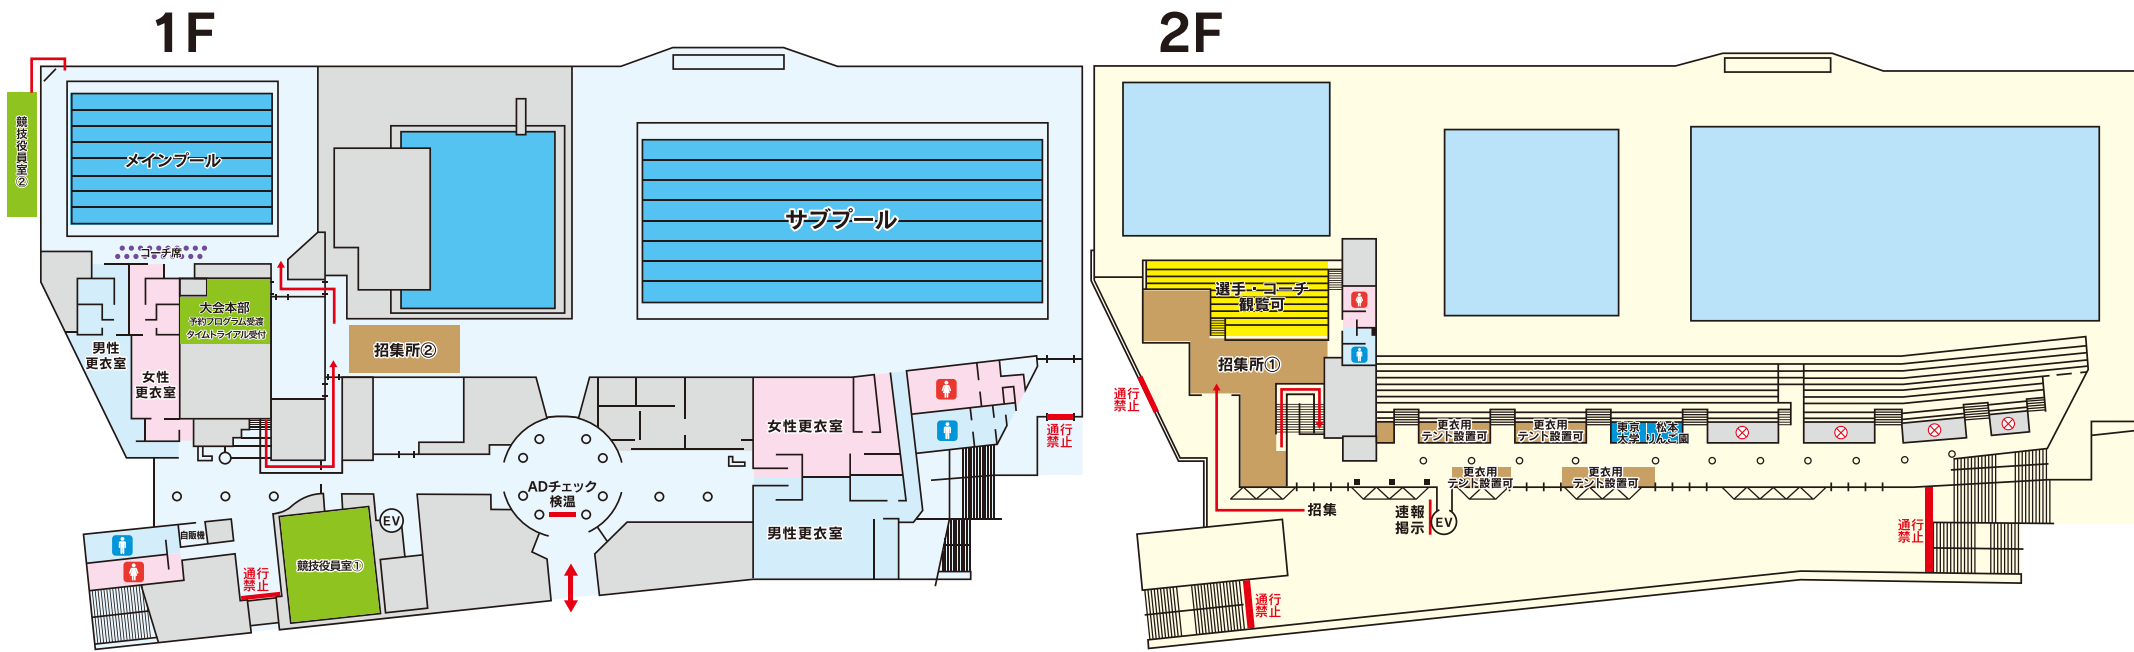 1F
競技役員室②
メインプール
コーチ席
サブプール
大会本部
予約プログラム受渡
タイムトライアル受付
招集所②
男性
更衣室
女性
更衣室
女性更衣室
通行
禁止
ADチェック
検温
男性更衣室
EV
自販機
競技役員室①
通行
禁止
2F
選手・コーチ
観覧可
招集所①
通行
禁止
更衣用
テント設置可
更衣用
テント設置可
東京
大学
松本
りんご園
更衣用
テント設置可
更衣用
テント設置可
招集
速報
掲示
EV
通行
禁止
通行
禁止